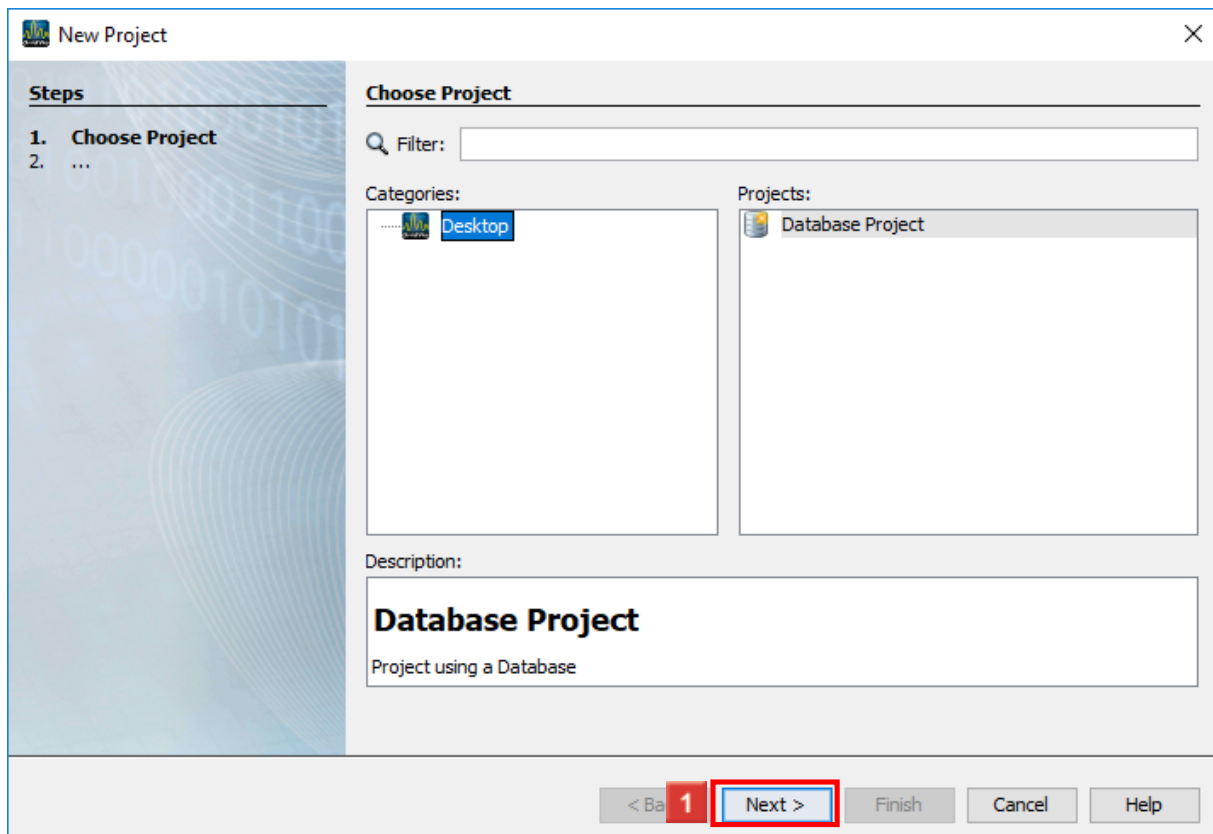 New Project
Steps
1. Choose Project
2. ...
Choose Project
Filter:
Categories:
Projects:
Desktop
Database Project
Description:
Database Project
Project using a Database
< Ba
1
Next >
Finish
Cancel
Help